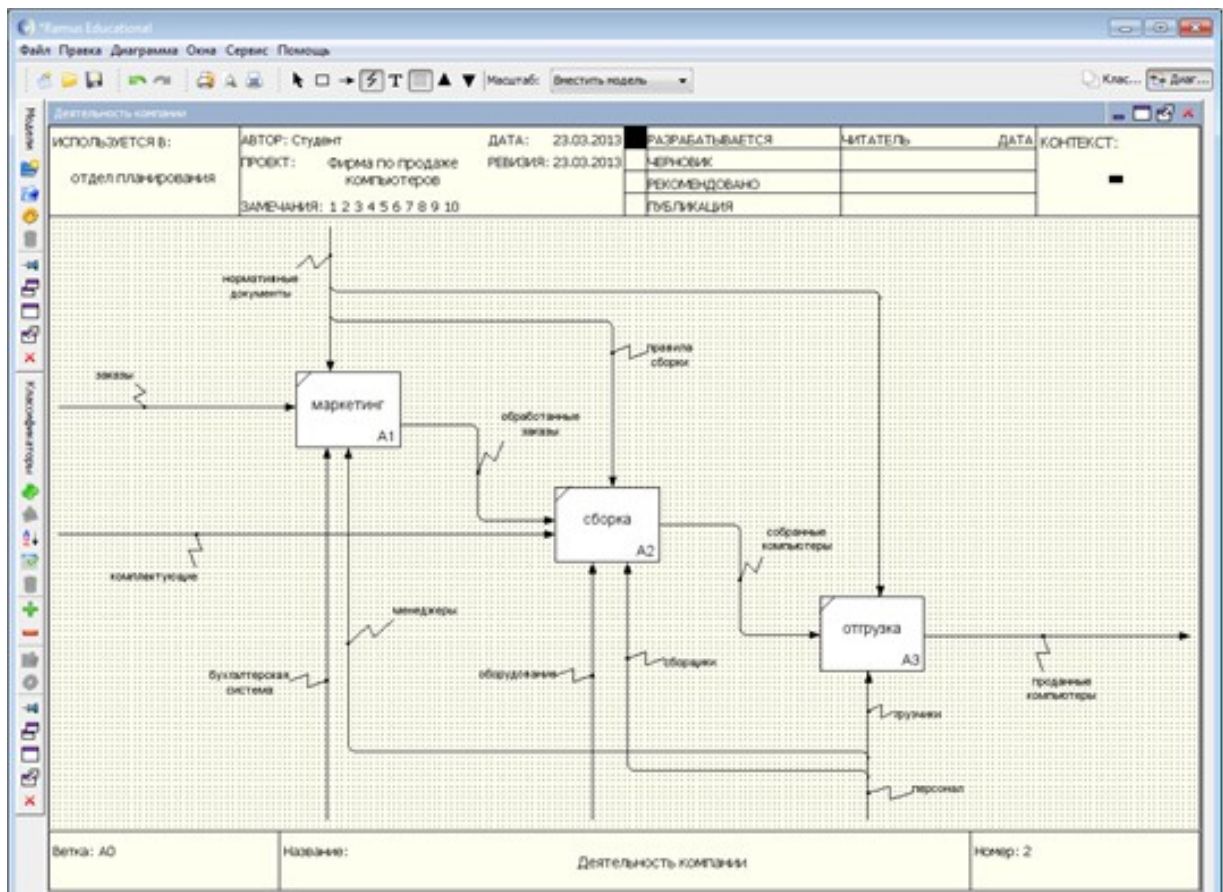 *Ramus Educational
Файл Правка Диаграмма Окна Сервис Помощь
T Масштаб: Вместить модель Клас... Диаг...
Модели
Классификаторы
Деятельность компании
ИСПОЛЬЗУЕТСЯ В:
отдел планирования
АВТОР: Студент ДАТА: 23.03.2013
ПРОЕКТ: Фирма по продаже РЕВИЗИЯ: 23.03.2013
компьютеров
ЗАМЕЧАНИЯ: 1 2 3 4 5 6 7 8 9 10
РАЗРАБАТЫВАЕТСЯ
ЧЕРНОВИК
РЕКОМЕНДОВАНО
ПУБЛИКАЦИЯ
ЧИТАТЕЛЬ ДАТА
КОНТЕКСТ:
нормативные
документы
правила
сборки
заказы
маркетинг
A1
обработанные
заказы
сборка
A2
собранные
компьютеры
комплектующие
менеджеры
отгрузка
A3
бухгалтерская
система
оборудование
сборщики
проданные
компьютеры
грузчики
персонал
Ветка: A0
Название:
Деятельность компании
Номер: 2